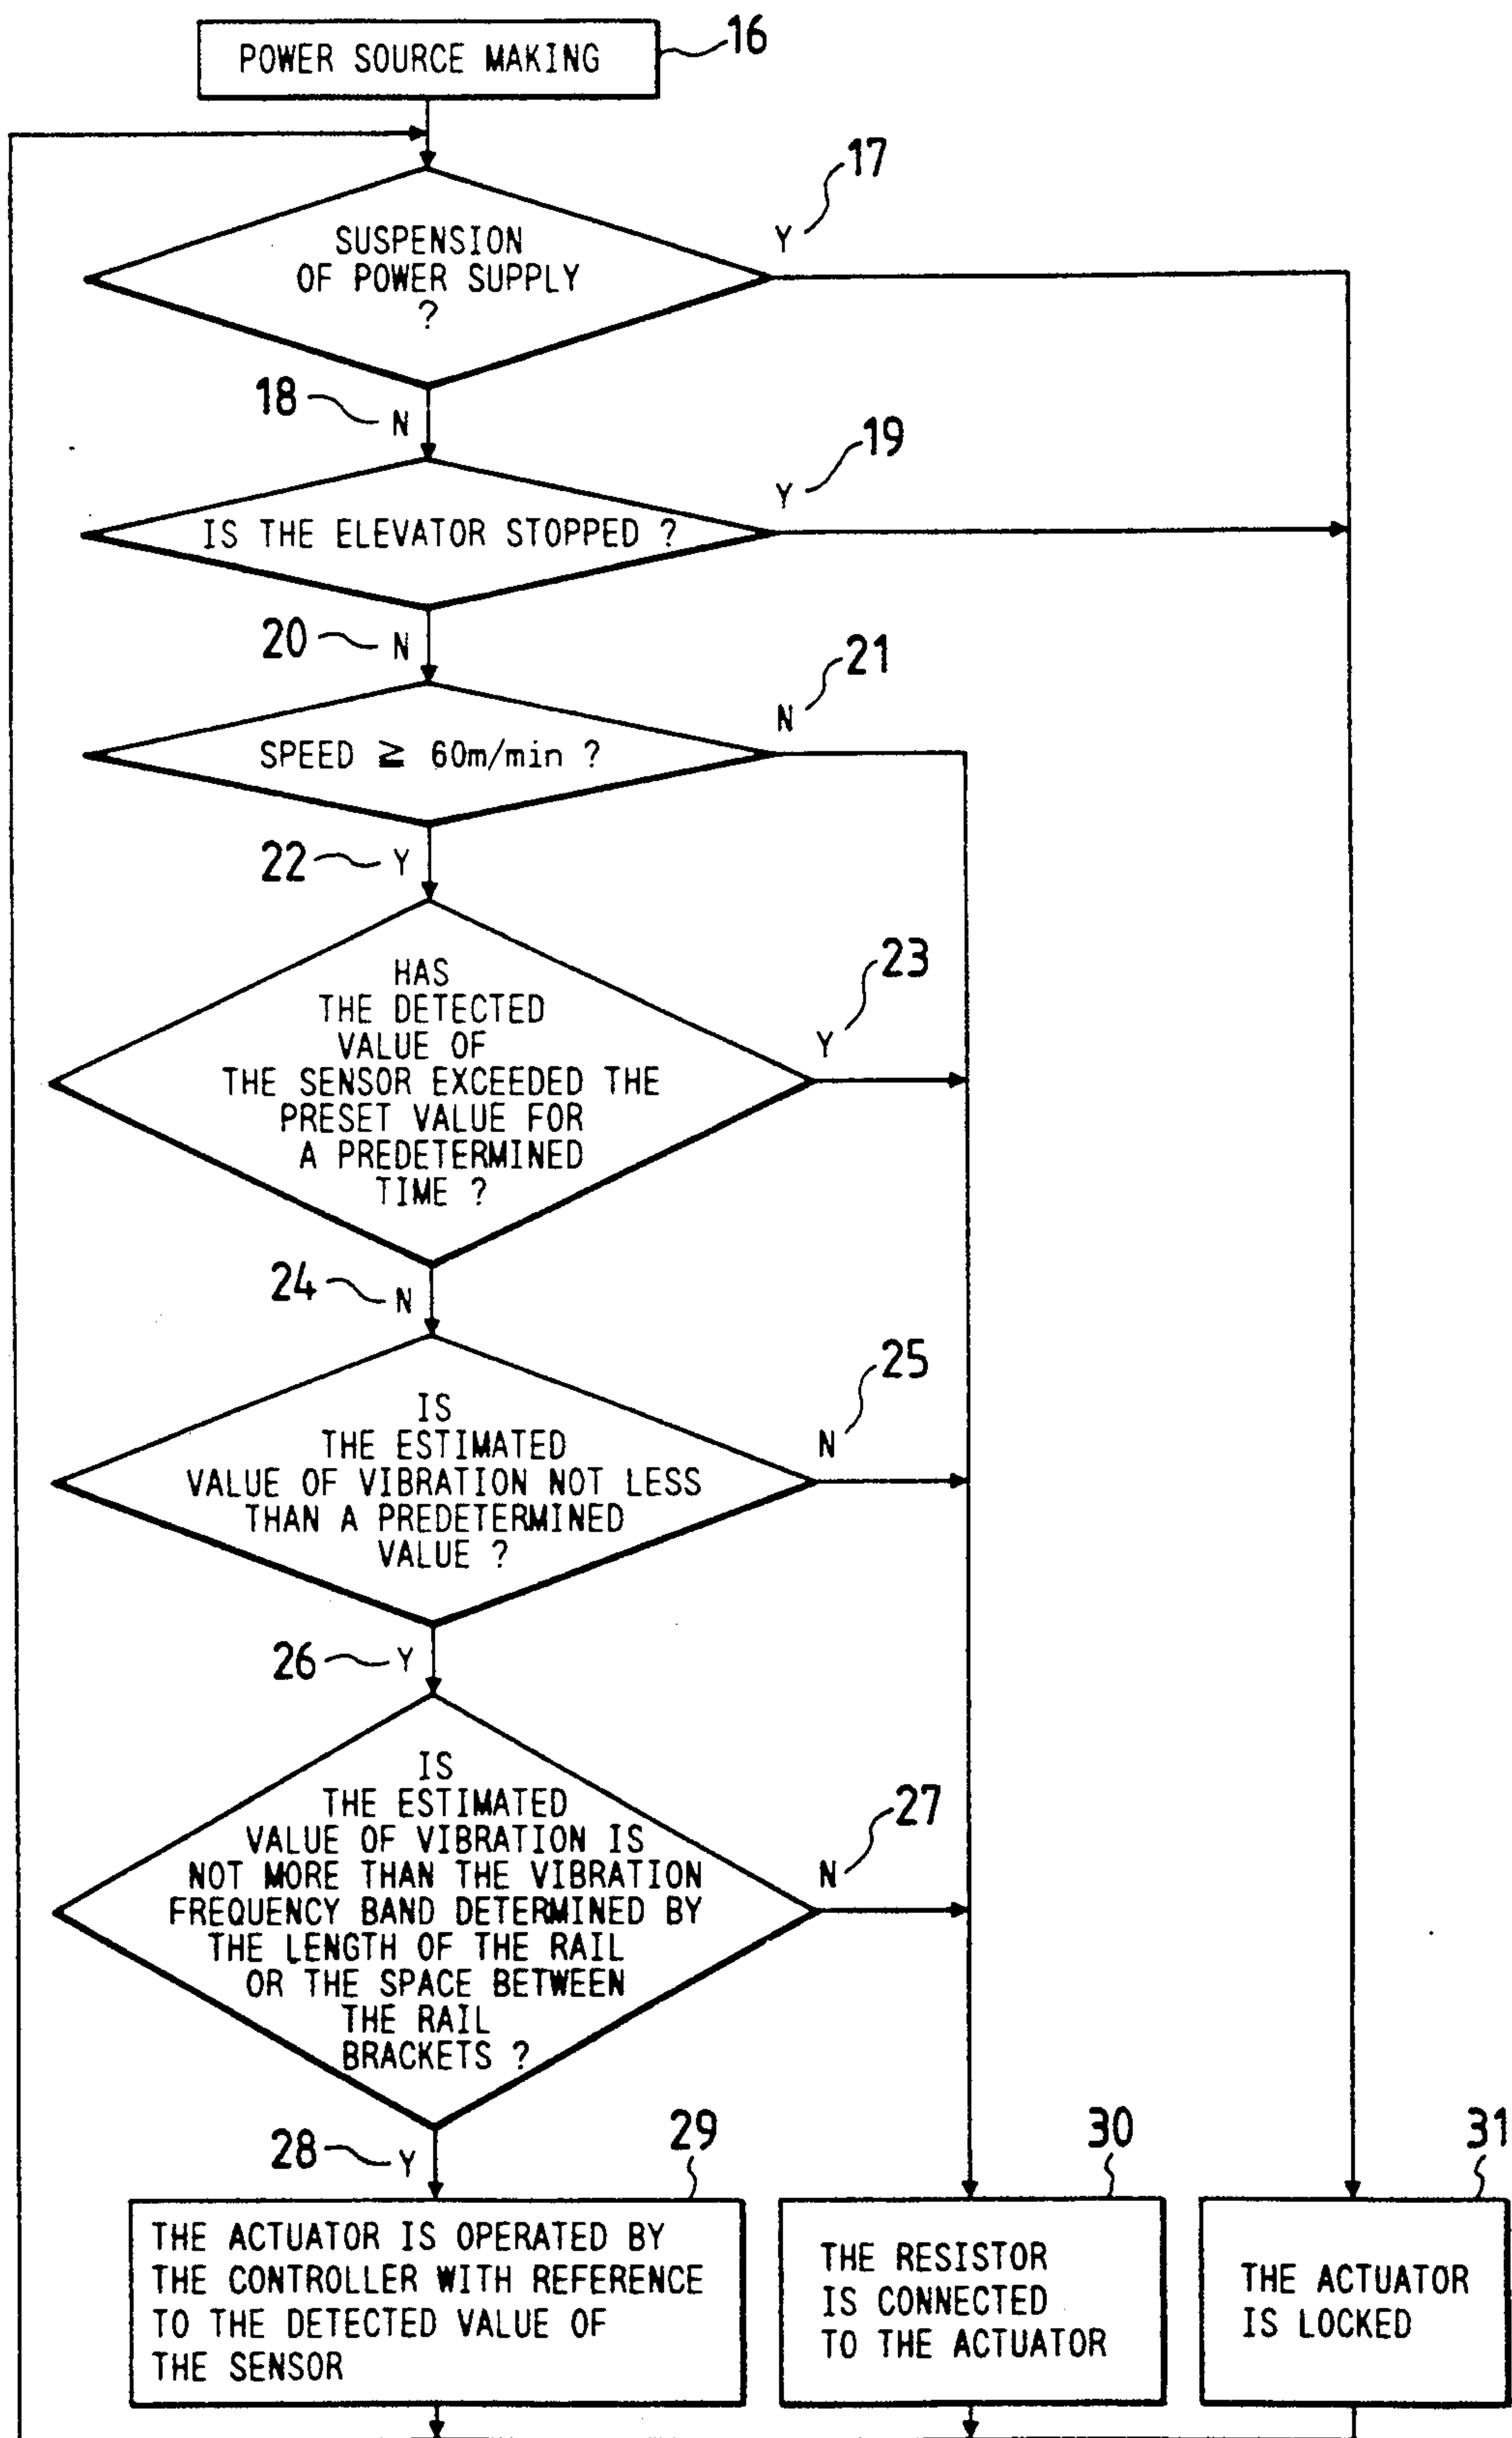 POWER SOURCE MAKING
16
17
SUSPENSION
OF POWER SUPPLY
?
Y
18
N
19
Y
IS THE ELEVATOR STOPPED ?
20
N
21
N
SPEED ≧ 60m/min ?
22
Y
HAS
THE DETECTED
VALUE OF
THE SENSOR EXCEEDED THE
PRESET VALUE FOR
A PREDETERMINED
TIME ?
23
Y
24
N
25
N
IS
THE ESTIMATED
VALUE OF VIBRATION NOT LESS
THAN A PREDETERMINED
VALUE ?
26
Y
IS
THE ESTIMATED
VALUE OF VIBRATION IS
NOT MORE THAN THE VIBRATION
FREQUENCY BAND DETERMINED BY
THE LENGTH OF THE RAIL
OR THE SPACE BETWEEN
THE RAIL
BRACKETS ?
27
N
28
Y
29
THE ACTUATOR IS OPERATED BY
THE CONTROLLER WITH REFERENCE
TO THE DETECTED VALUE OF
THE SENSOR
30
THE RESISTOR
IS CONNECTED
TO THE ACTUATOR
31
THE ACTUATOR
IS LOCKED